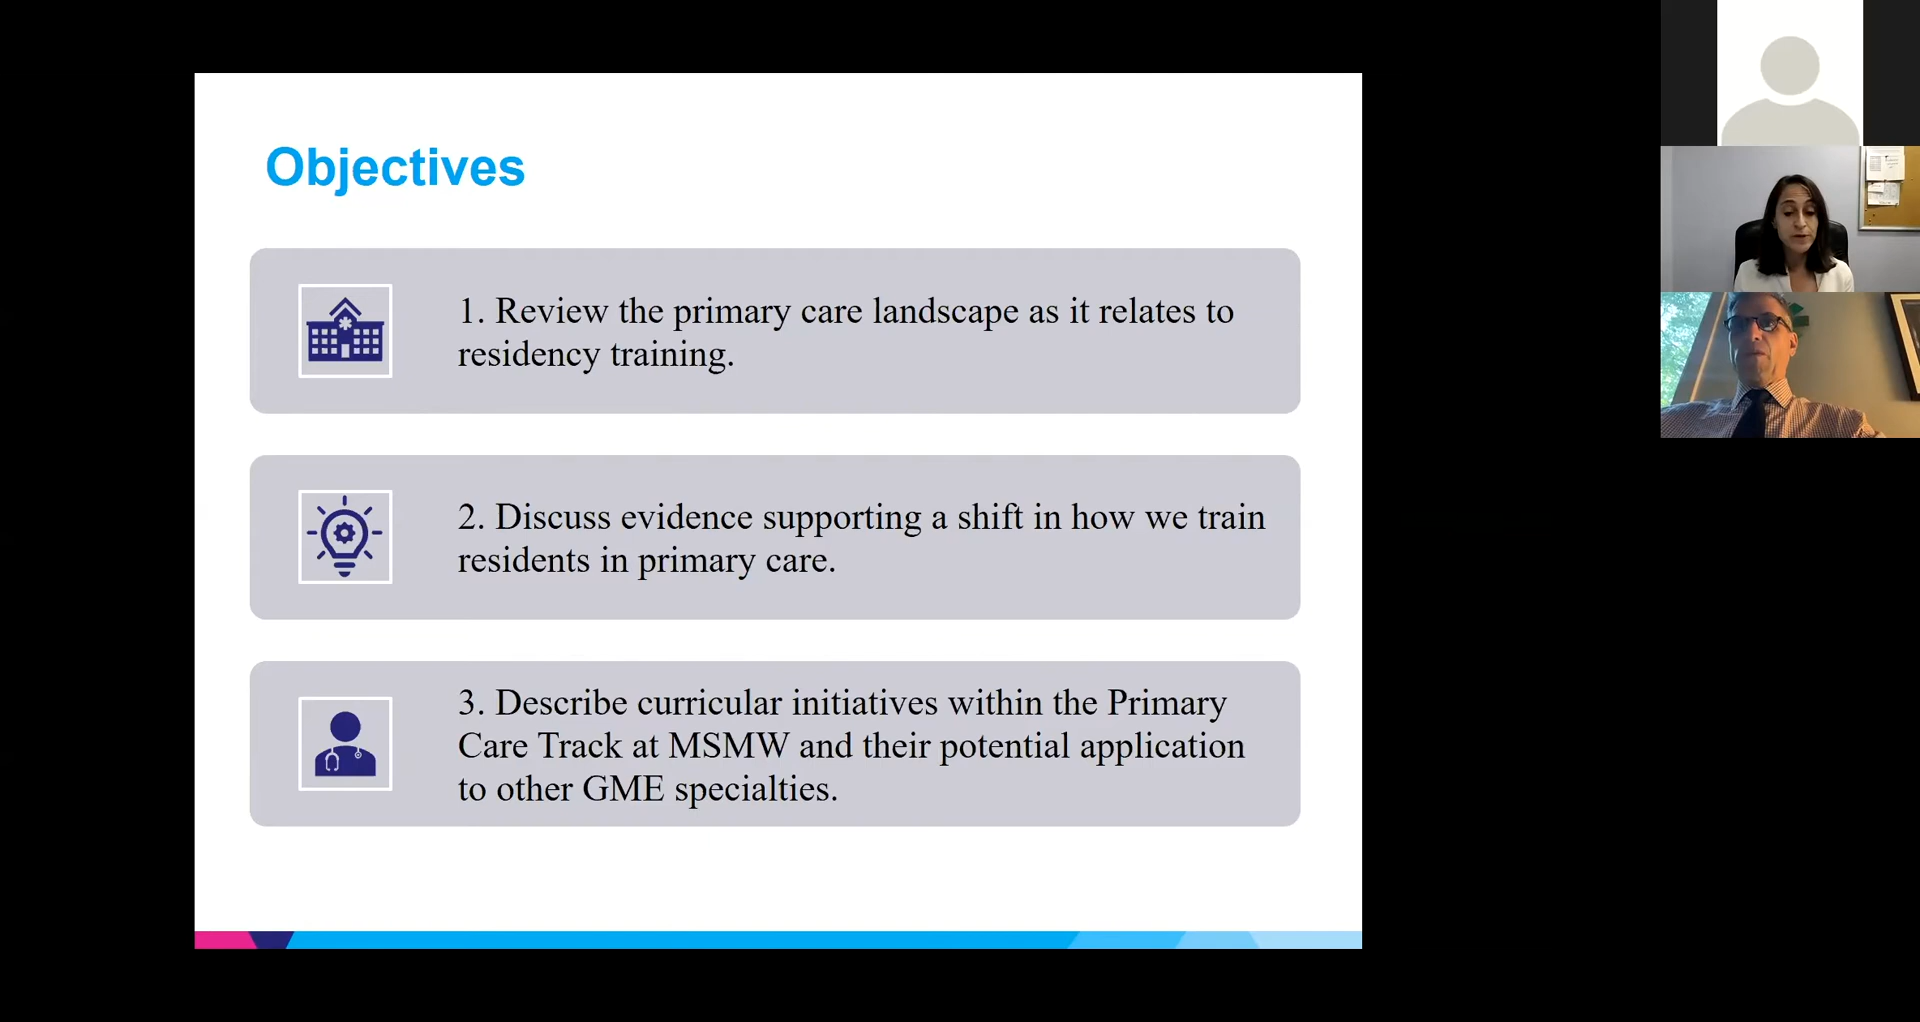 Objectives
1. Review the primary care landscape as it relates to
residency training.
2. Discuss evidence supporting a shift in how we train
residents in primary care.
3. Describe curricular initiatives within the Primary
Care Track at MSMW and their potential application
to other GME specialties.